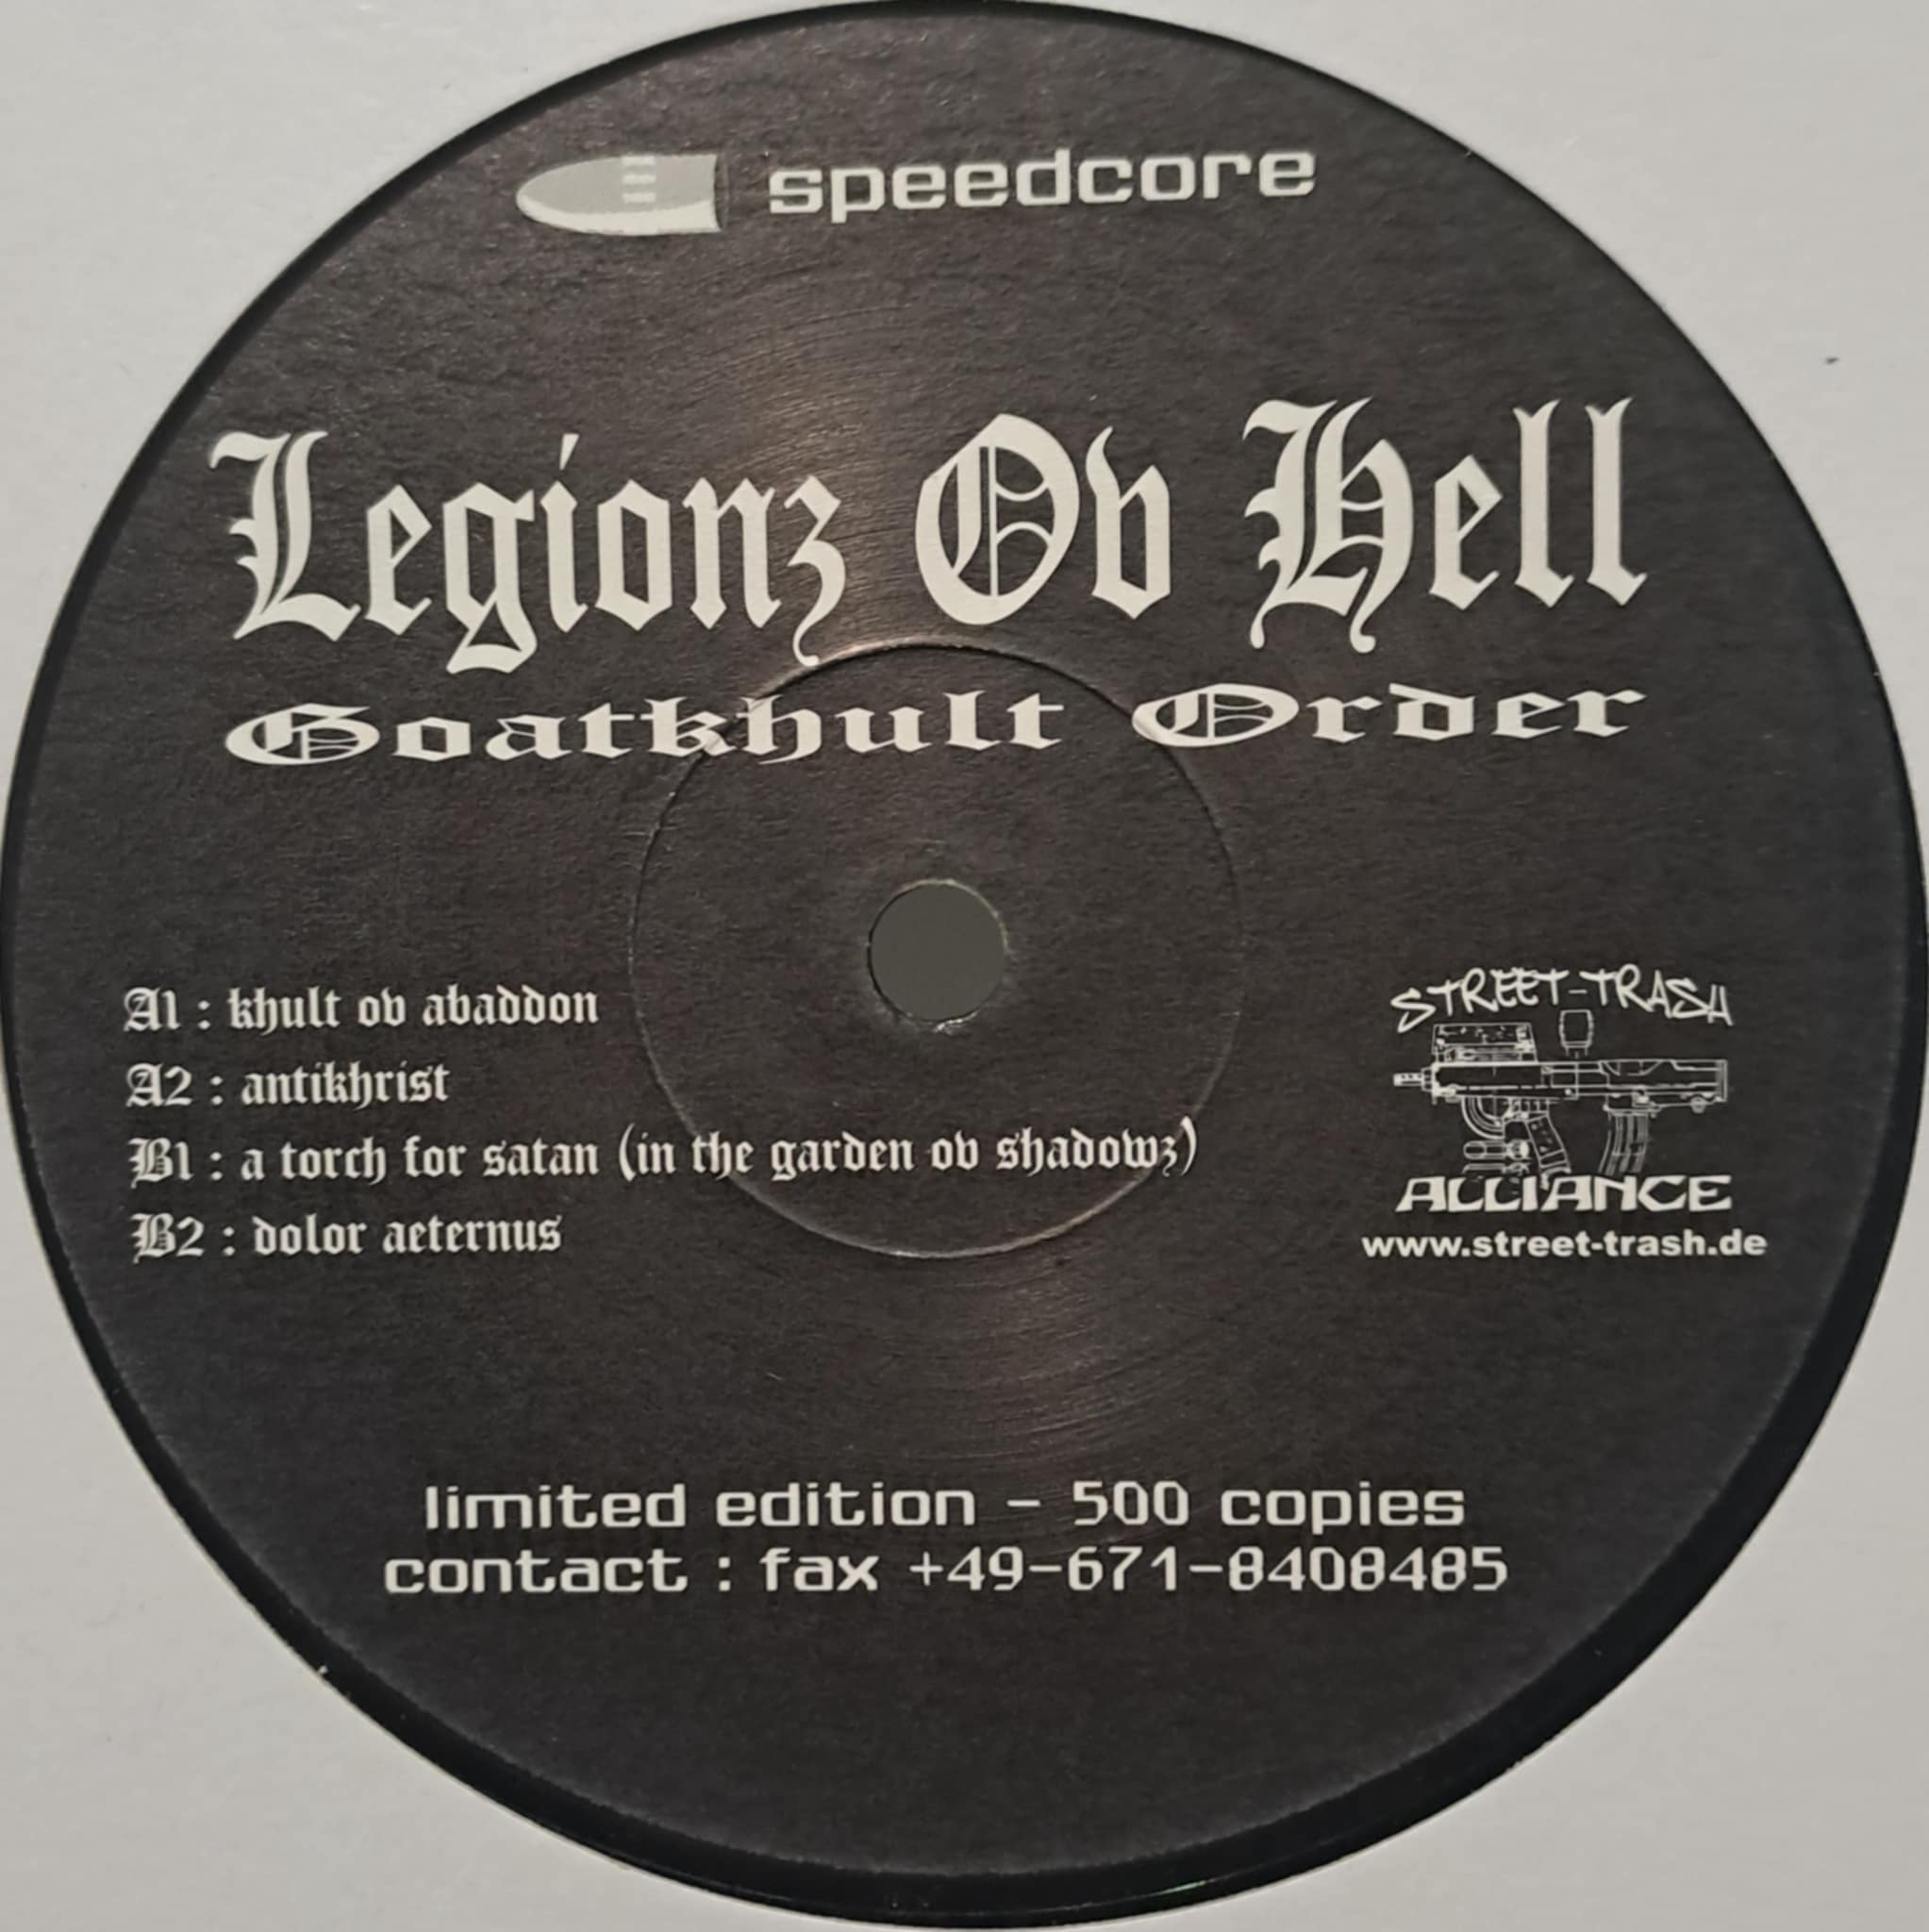 speedcore
Legionz Ov Hell
Goatkhult Order
A1 : khult ov abaddon
A2 : antikhrist
B1 : a torch for satan (in the garden ov shadowz)
B2 : dolor aeternus
STREET-TRASH
ALLIANCE
www.street-trash.de
limited edition - 500 copies
contact : fax +49-671-8408485